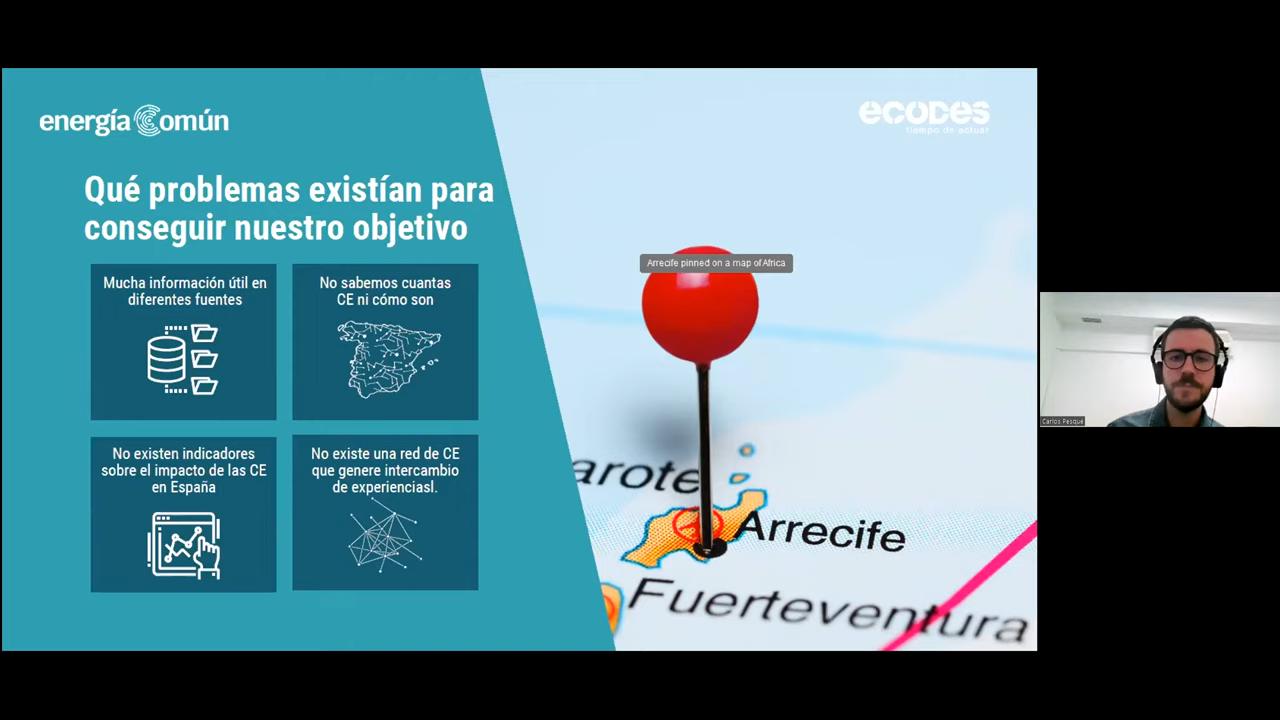 energía Común
ecodes
tiempo de actuar
Qué problemas existían para
conseguir nuestro objetivo
Mucha información útil en
diferentes fuentes
No sabemos cuantas
CE ni cómo son
No existen indicadores
sobre el impacto de las CE
en España
No existe una red de CE
que genere intercambio
de experienciasl.
Arrecife pinned on a map of Africa
arote
Arrecife
Fuerteventura
Carlos Pesqué